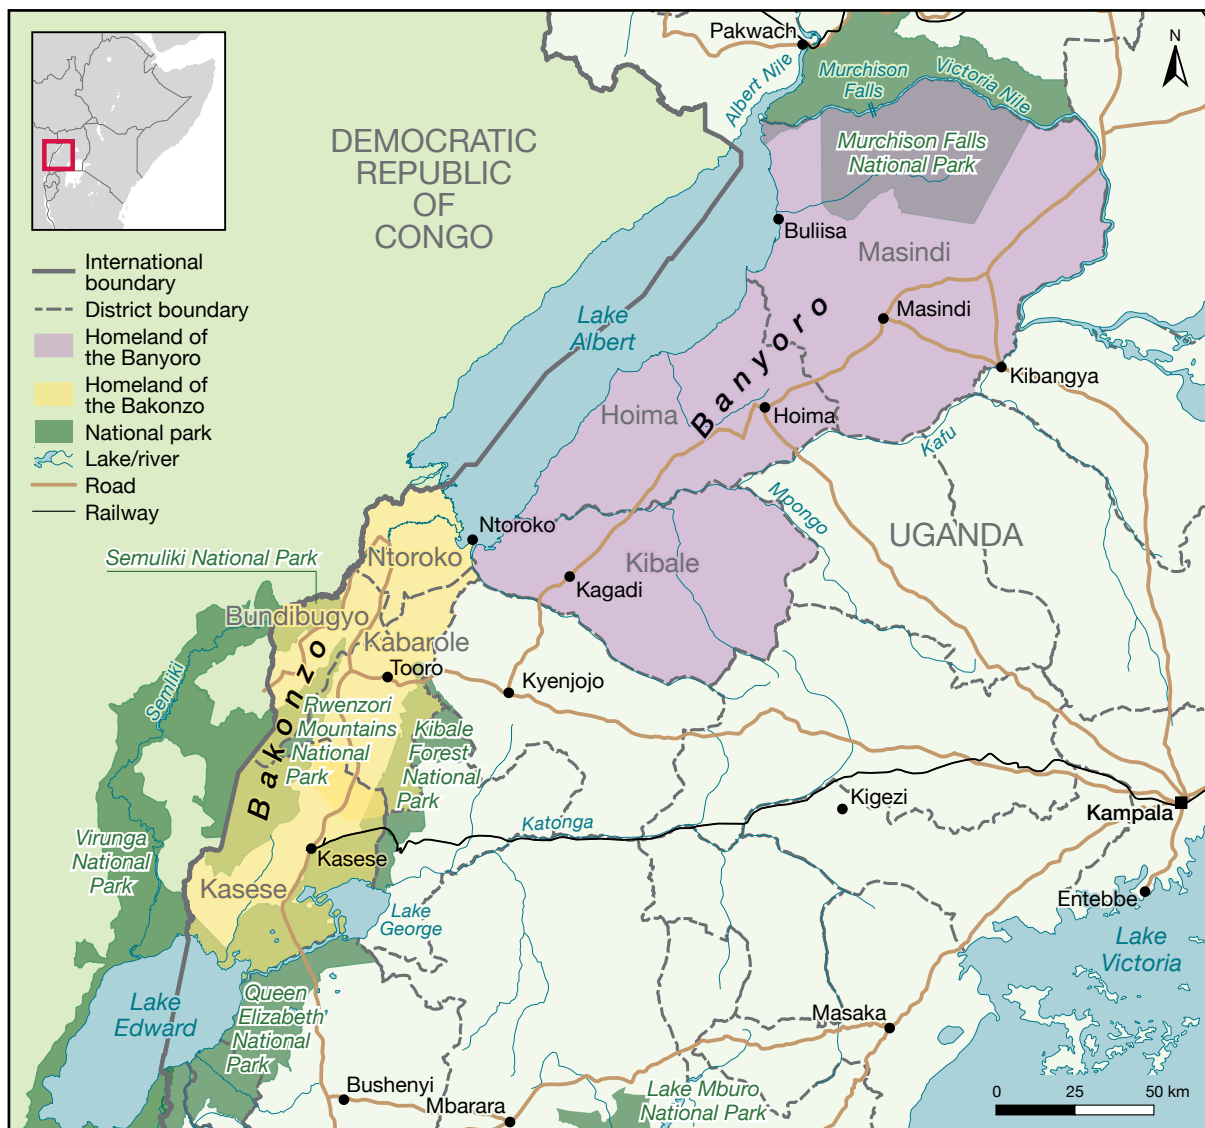 Pakwach
N
Albert Nile
Murchison
Falls
Victoria Nile
DEMOCRATIC
REPUBLIC
OF
CONGO
Murchison Falls
National Park
Buliisa
Masindi
International
boundary
District boundary
Homeland of
the Banyoro
Homeland of
the Bakonzo
National park
Lake/river
Road
Railway
Lake
Albert
Banyoro
Masindi
Kibangya
Hoima
Hoima
Kafu
Mpongo
UGANDA
Ntoroko
Ntoroko
Semuliki National Park
Kibale
Kagadi
Bundibugyo
Kabarole
Tooro
Kyenjojo
Semliki
Bakonzo
Rwenzori
Mountains
National
Park
Kibale
Forest
National
Park
Kigezi
Kampala
Katonga
Virunga
National
Park
Kasese
Kasese
Lake
George
Entebbe
Lake
Victoria
Lake
Edward
Queen
Elizabeth
National
Park
Masaka
Bushenyi
Mbarara
Lake Mburo
National Park
0 25 50 km